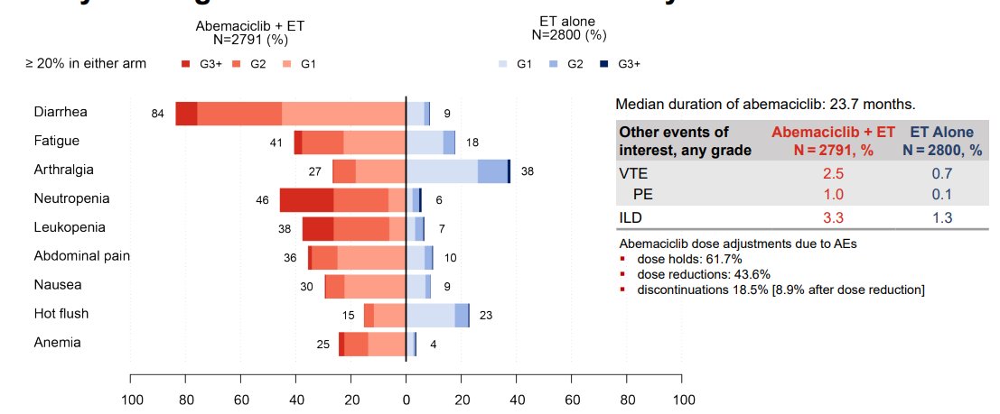 Abemaciclib + ET
N=2791 (%)
ET alone
N=2800 (%)
≥ 20% in either arm
G3+ G2 G1
G1 G2 G3+
Diarrhea 84 9
Fatigue 41 18
Arthralgia 27 38
Neutropenia 46 6
Leukopenia 38 7
Abdominal pain 36 10
Nausea 30 9
Hot flush 15 23
Anemia 25 4
100 80 60 40 20 0 20 40 60 80 100
Median duration of abemaciclib: 23.7 months.
Other events of Abemaciclib + ET ET Alone
interest, any grade N = 2791, % N = 2800, %
VTE 2.5 0.7
PE 1.0 0.1
ILD 3.3 1.3
Abemaciclib dose adjustments due to AEs
▪ dose holds: 61.7%
▪ dose reductions: 43.6%
▪ discontinuations 18.5% [8.9% after dose reduction]